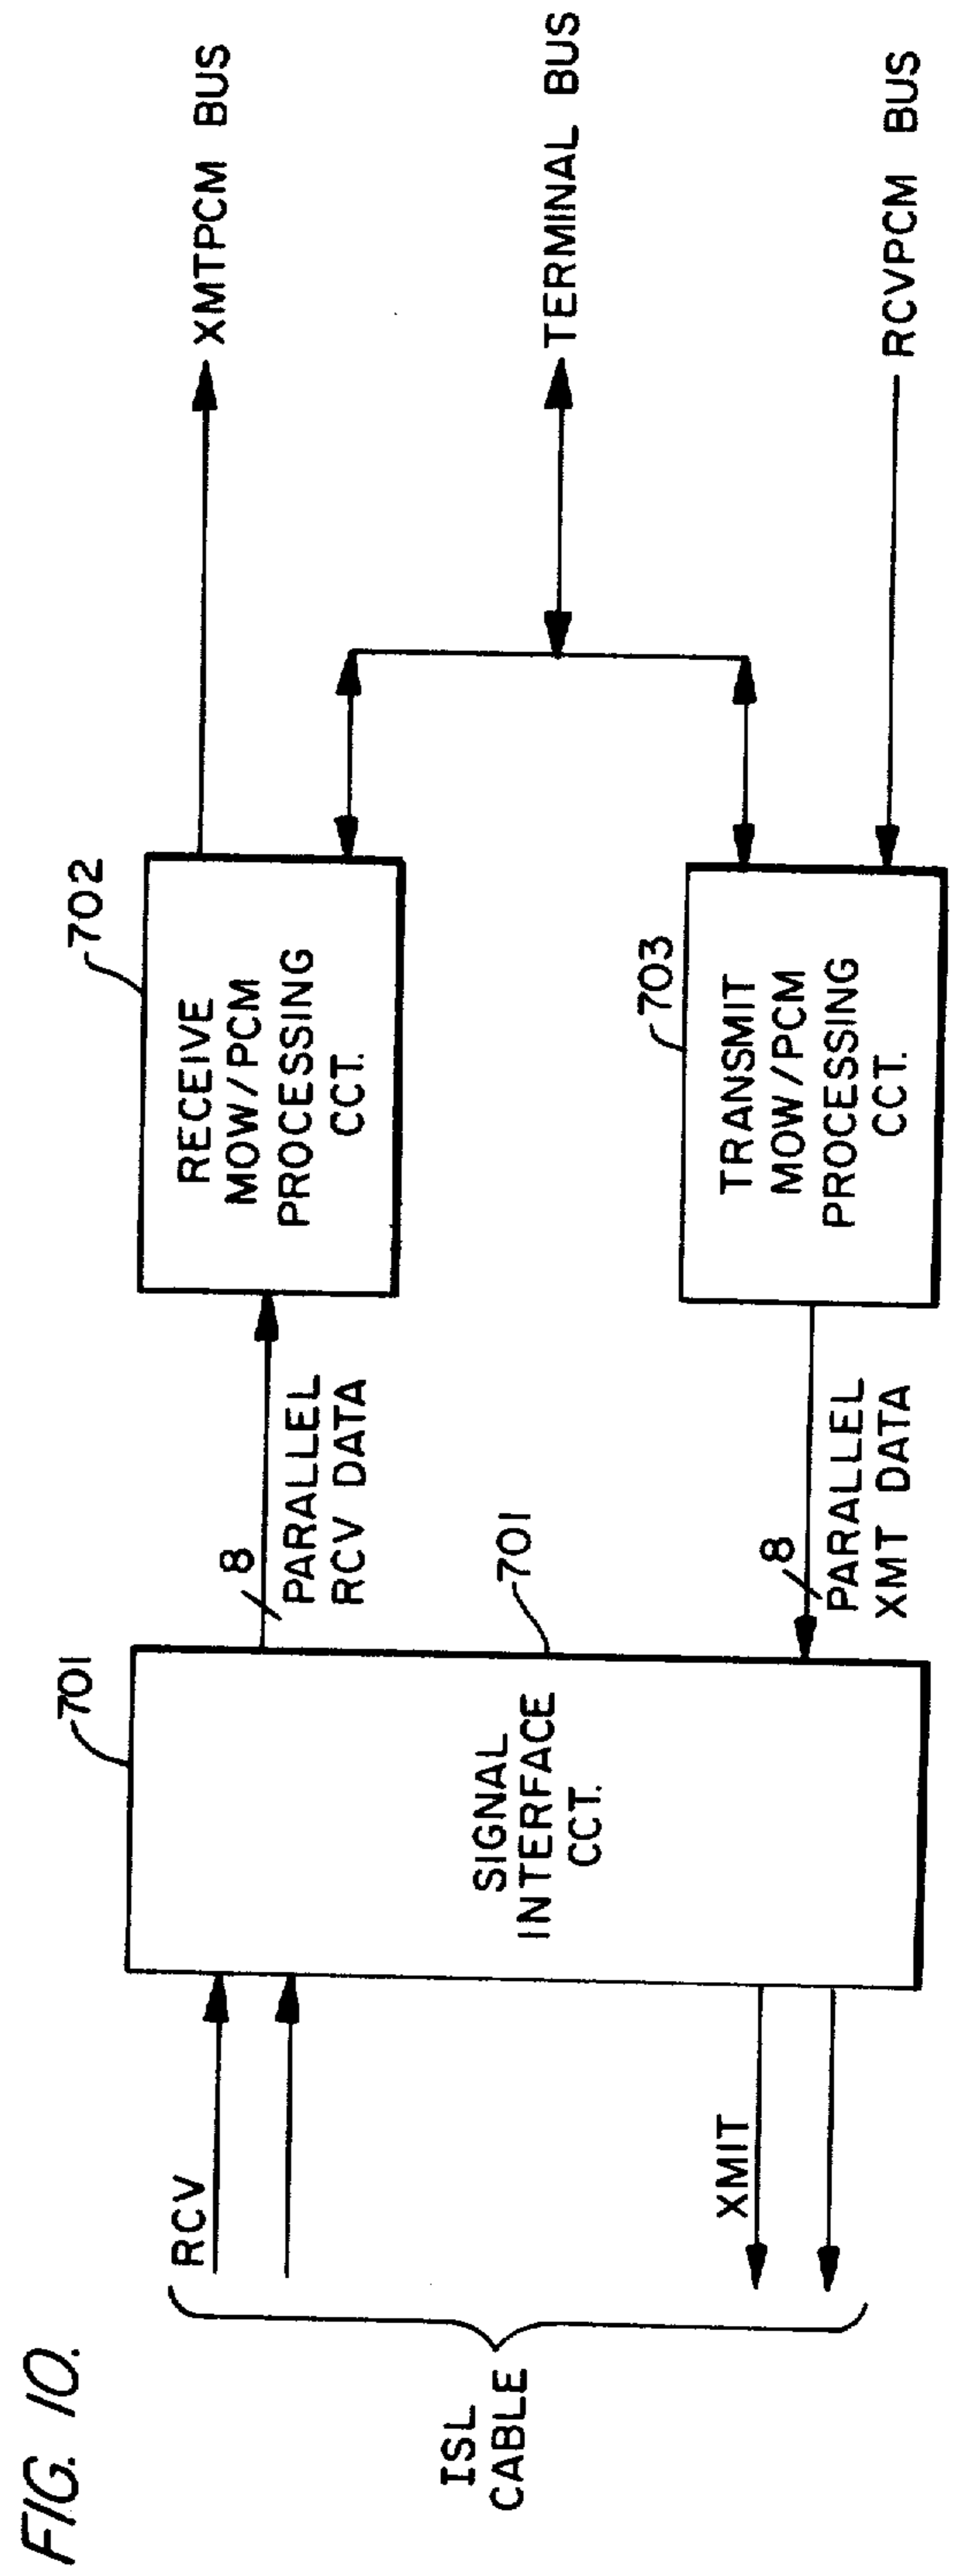 FIG. 10.
ISL
CABLE
RCV
XMIT
701
SIGNAL
INTERFACE
CCT.
701
8
PARALLEL
RCV DATA
8
PARALLEL
XMT DATA
702
RECEIVE
MOW/PCM
PROCESSING
CCT.
703
TRANSMIT
MOW/PCM
PROCESSING
CCT.
XMTPCM BUS
TERMINAL BUS
RCVPCM BUS